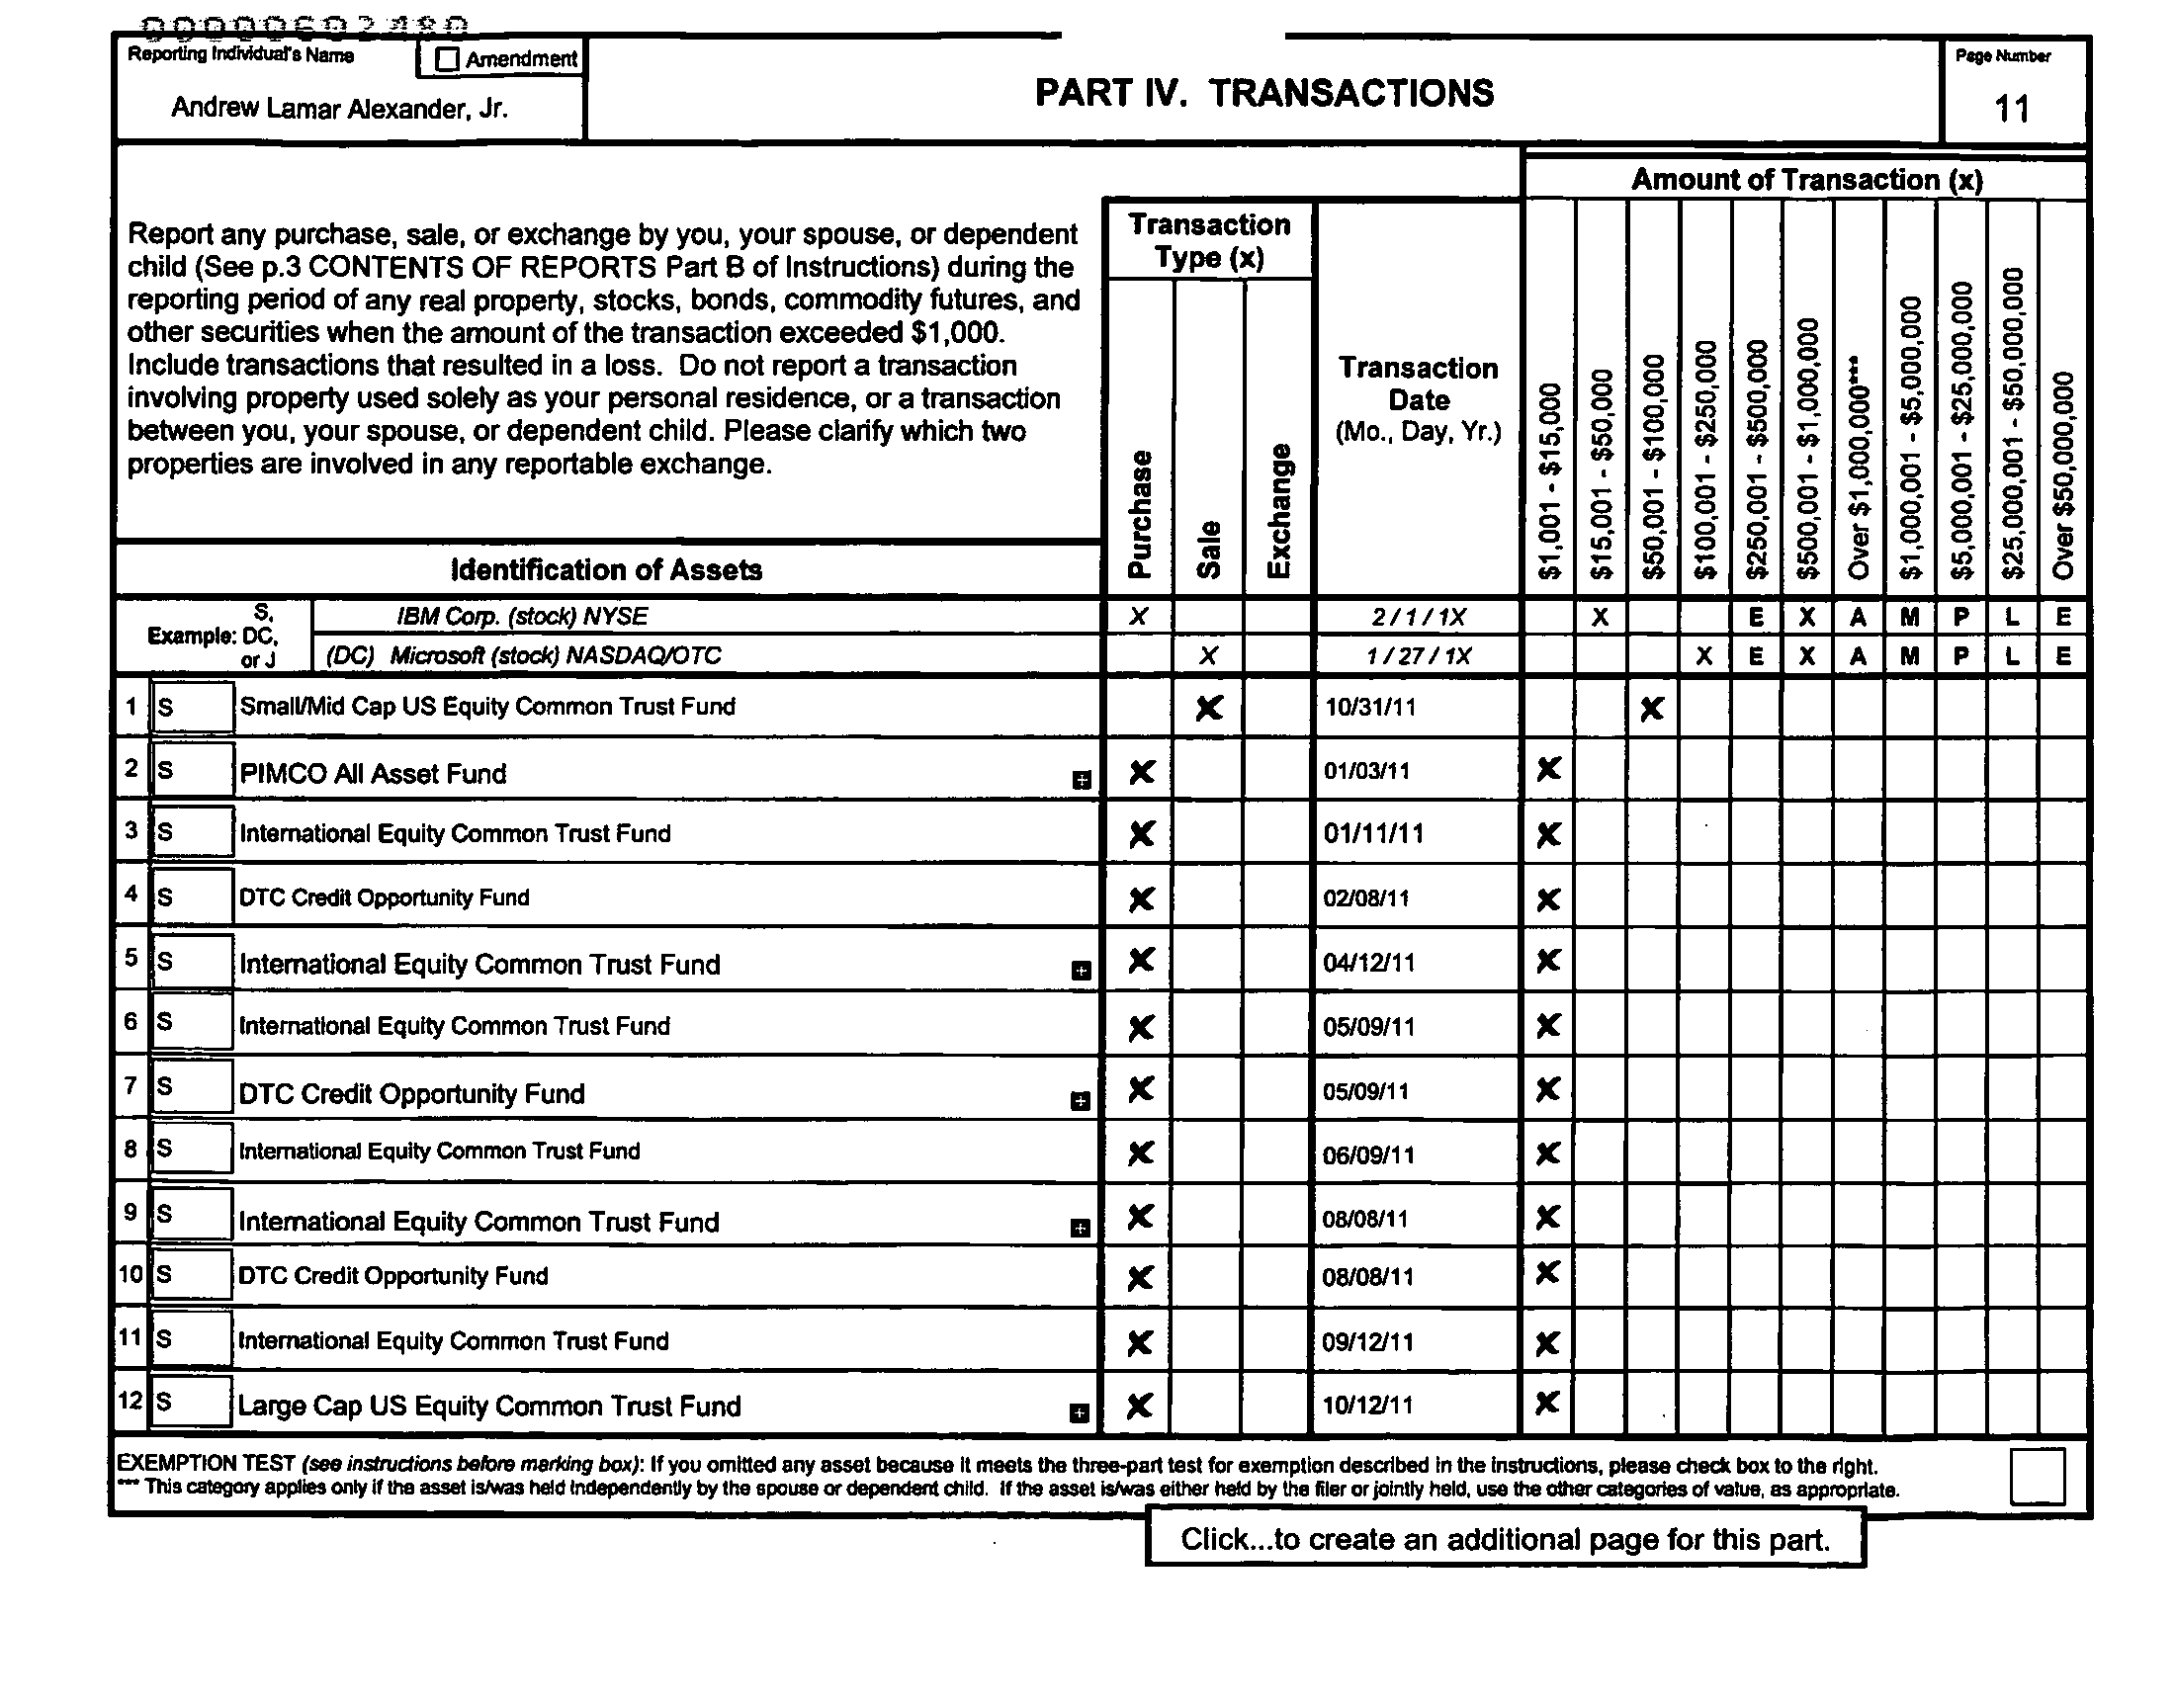 00000692480
Reporting Individual's Name
Amendment
Andrew Lamar Alexander, Jr.
PART IV. TRANSACTIONS
Page Number
11
Amount of Transaction (x)
Report any purchase, sale, or exchange by you, your spouse, or dependent
child (See p.3 CONTENTS OF REPORTS Part B of Instructions) during the
reporting period of any real property, stocks, bonds, commodity futures, and
other securities when the amount of the transaction exceeded $1,000.
Include transactions that resulted in a loss. Do not report a transaction
involving property used solely as your personal residence, or a transaction
between you, your spouse, or dependent child. Please clarify which two
properties are involved in any reportable exchange.
Transaction
Type (x)
Purchase
Sale
Exchange
Transaction
Date
(Mo., Day, Yr.)
$1,001 - $15,000
$15,001 - $50,000
$50,001 - $100,000
$100,001 - $250,000
$250,001 - $500,000
$500,001 - $1,000,000
Over $1,000,000***
$1,000,001 - $5,000,000
$5,000,001 - $25,000,000
$25,000,001 - $50,000,000
Over $50,000,000
Identification of Assets
Example:
S,
DC,
or J
IBM Corp. (stock) NYSE X 2 / 1 / 1X X E X A M P L E
(DC) Microsoft (stock) NASDAQ/OTC X 1 / 27 / 1X X E X A M P L E
1 S Small/Mid Cap US Equity Common Trust Fund X 10/31/11 X
2 S PIMCO All Asset Fund + X 01/03/11 X
3 S International Equity Common Trust Fund X 01/11/11 X
4 S DTC Credit Opportunity Fund X 02/08/11 X
5 S International Equity Common Trust Fund + X 04/12/11 X
6 S International Equity Common Trust Fund X 05/09/11 X
7 S DTC Credit Opportunity Fund + X 05/09/11 X
8 S International Equity Common Trust Fund X 06/09/11 X
9 S International Equity Common Trust Fund + X 08/08/11 X
10 S DTC Credit Opportunity Fund X 08/08/11 X
11 S International Equity Common Trust Fund X 09/12/11 X
12 S Large Cap US Equity Common Trust Fund + X 10/12/11 X
EXEMPTION TEST (see instructions before marking box): If you omitted any asset because it meets the three-part test for exemption described in the instructions, please check box to the right.
*** This category applies only if the asset is/was held independently by the spouse or dependent child. If the asset is/was either held by the filer or jointly held, use the other categories of value, as appropriate.
Click...to create an additional page for this part.